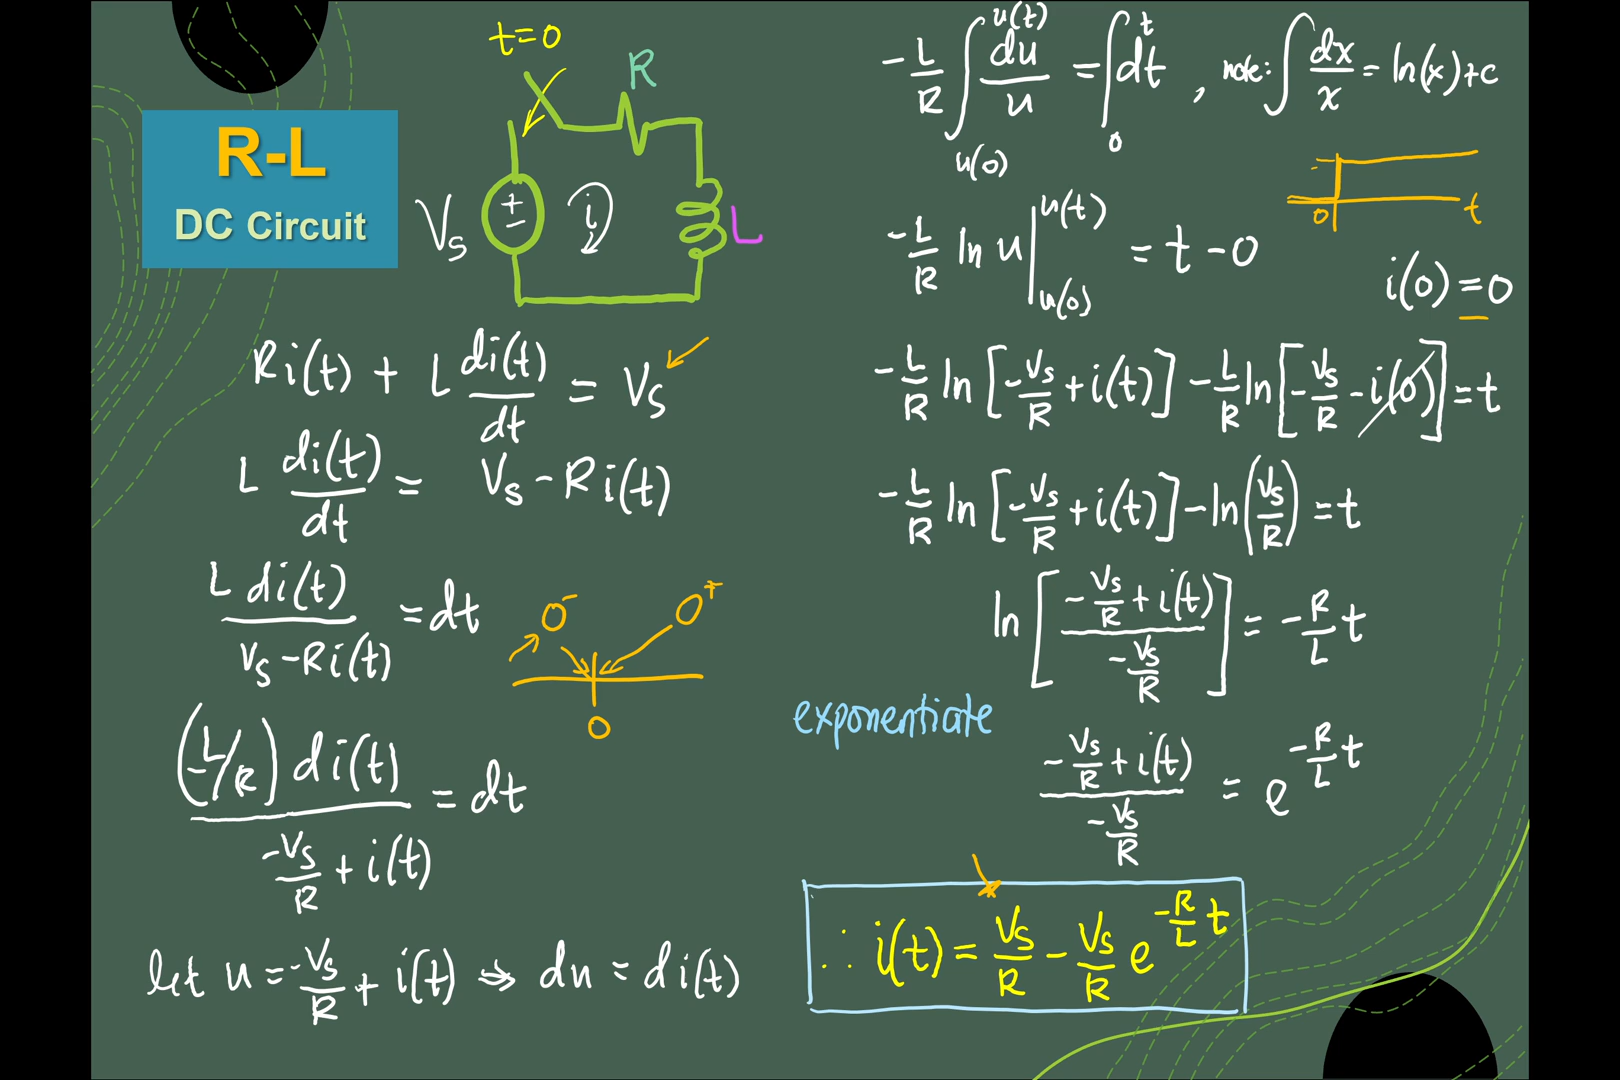 R-L
DC Circuit
t=0
R
Vs
+
−
i
L
Ri(t) + L di(t)/dt = Vs
L di(t)/dt = Vs − Ri(t)
L di(t)/(Vs − Ri(t)) = dt
0⁻
0⁺
0
(-L/R) di(t)/(-Vs/R + i(t)) = dt
let u = -Vs/R + i(t) ⇒ du = di(t)
-L/R ∫_{u(0)}^{u(t)} du/u = ∫_0^t dt , note: ∫ dx/x = ln(x)+c
0
t
-L/R ln u |_{u(0)}^{u(t)} = t − 0
i(0) = 0
-L/R ln [-Vs/R + i(t)] − L/R ln [-Vs/R − i(0)] = t
-L/R ln [-Vs/R + i(t)] − ln (Vs/R) = t
ln [(-Vs/R + i(t))/(-Vs/R)] = -R/L t
exponentiate
(-Vs/R + i(t))/(-Vs/R) = e^{-R/L t}
∴ i(t) = Vs/R − Vs/R e^{-R/L t}